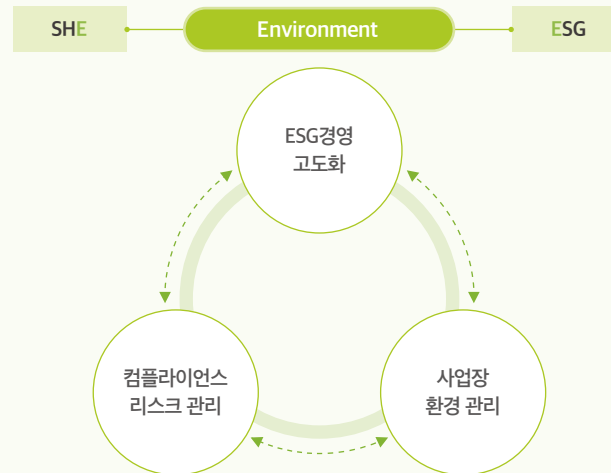 SHE
Environment
ESG
ESG경영
고도화
컴플라이언스
리스크 관리
사업장
환경 관리